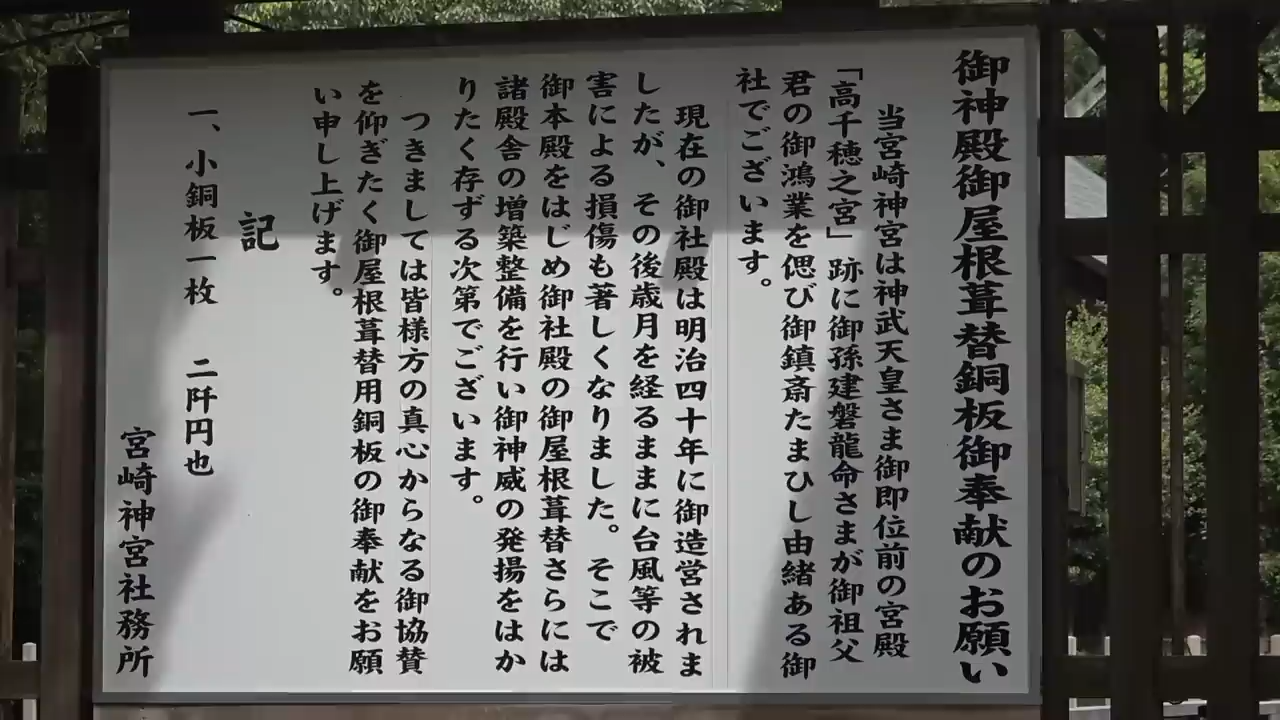 御神殿御屋根葺替銅板御奉献のお願い
当宮崎神宮は神武天皇さま御即位前の宮殿
「高千穂之宮」跡に御孫建磐龍命さまが御祖父
君の御鴻業を偲び御鎮斎たまひし由緒ある御
社でございます。
現在の御社殿は明治四十年に御造営されま
したが、その後歳月を経るままに台風等の被
害による損傷も著しくなりました。そこで
御本殿をはじめ御社殿の御屋根葺替さらには
諸殿舎の増築整備を行い御神威の発揚をはか
りたく存ずる次第でございます。
つきましては皆様方の真心からなる御協賛
を仰ぎたく御屋根葺替用銅板の御奉献をお願
い申し上げます。
記
一、小銅板一枚　二阡円也
宮崎神宮社務所